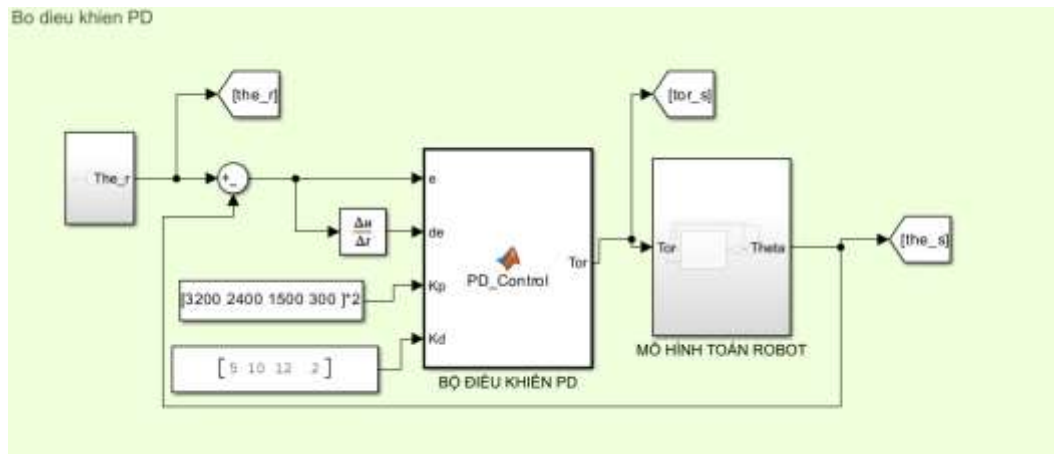 Bo dieu khien PD
[the_r]
[tor_s]
The_r
+
_
e
Δu
Δt
de
Tor
PD_Control
Kp
Kd
[3200 2400 1500 300 ]*2
[ 5 10 12 2 ]
BỘ ĐIỀU KHIỂN PD
Tor
Theta
[the_s]
MÔ HÌNH TOÁN ROBOT